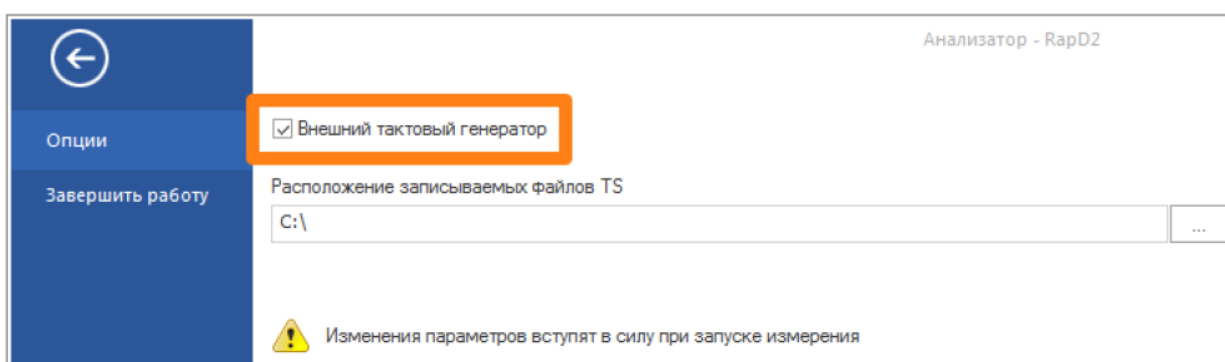 Анализатор - RapD2
Опции
Завершить работу
Внешний тактовый генератор
Расположение записываемых файлов TS
C:\
...
Изменения параметров вступят в силу при запуске измерения